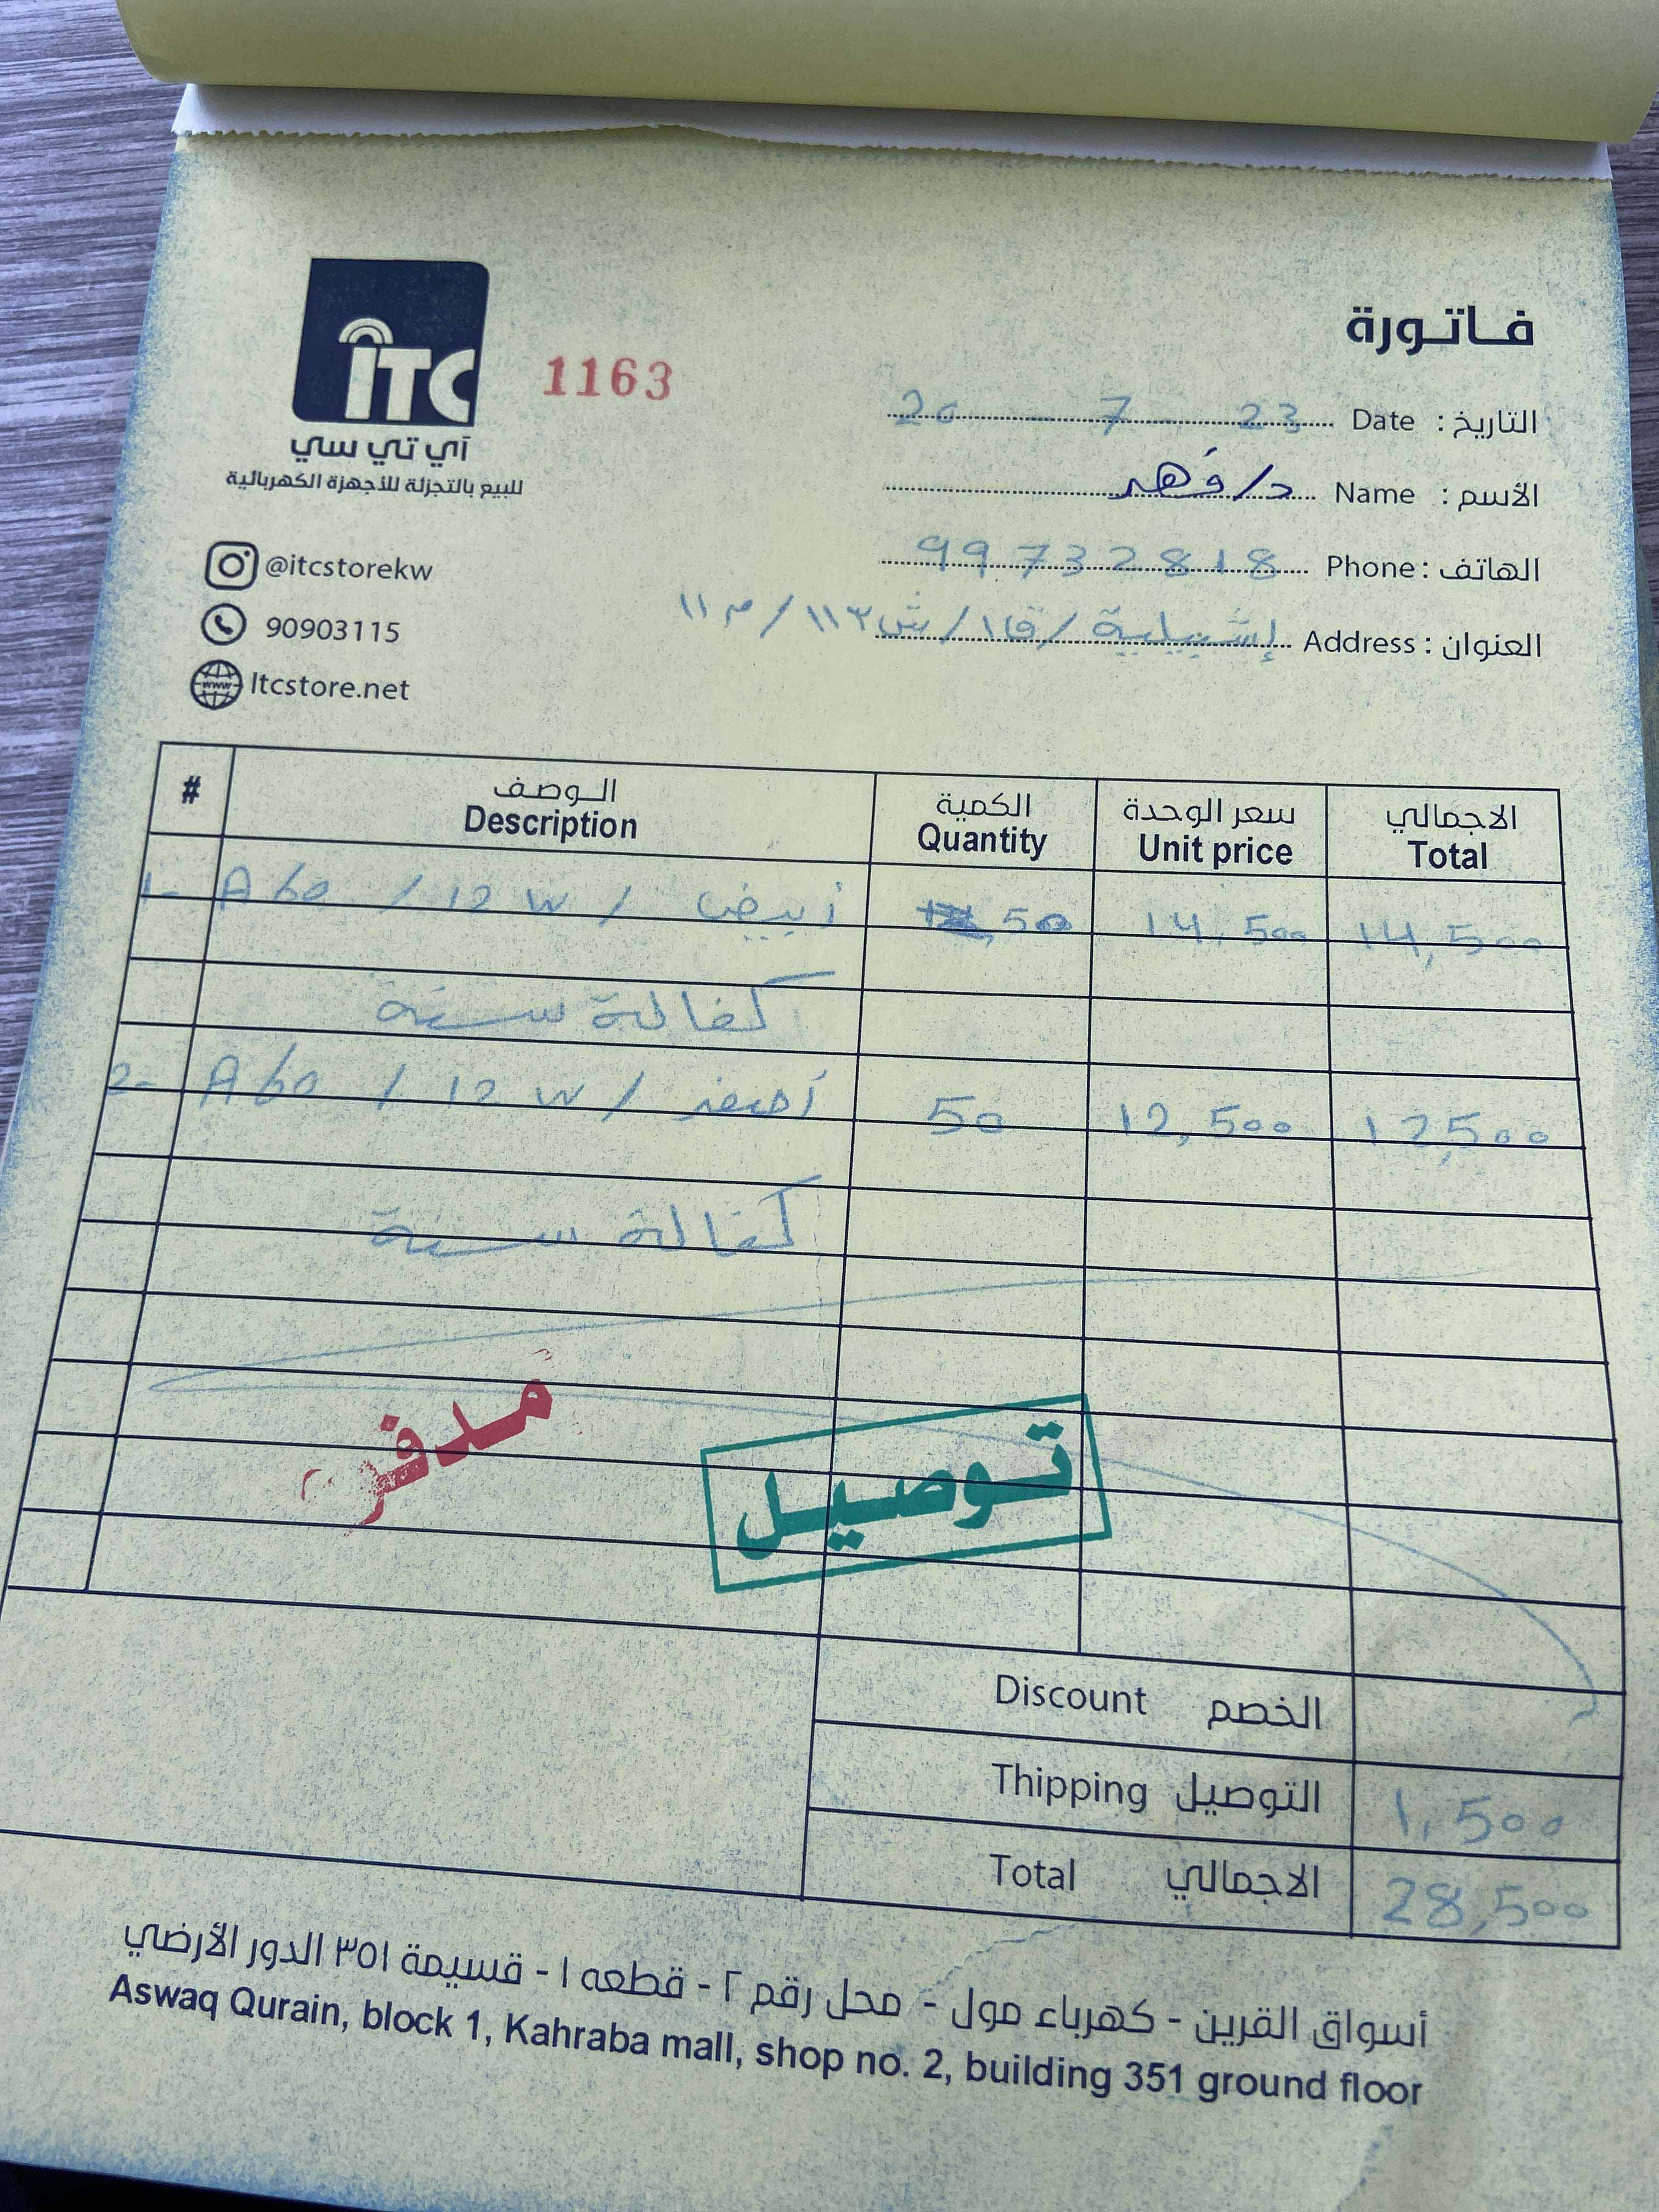 فاتورة
ITC
آي تي سي
للبيع بالتجزئة للأجهزة الكهربائية
1163
التاريخ : Date 20 - 7 - 23
الأسم : Name د/ فهد
الهاتف : Phone 99732818
العنوان : Address إشبيلية /ق١/ش١١٣/م١١
@itcstorekw
90903115
www
Itcstore.net
# الوصف الكمية سعر الوحدة الاجمالي
Description Quantity Unit price Total
1- A60 / 12 W / أبيض 50 14,500 14,500
كفالة سنة
2- A60 / 12 W / أصفر 50 12,500 12,500
كفالة سنة
توصيل
Discount الخصم
Thipping التوصيل 1,500
Total الاجمالي 28,500
أسواق القرين - كهرباء مول - محل رقم ٢ - قطعه ١ - قسيمة ٣٥١ الدور الأرضي
Aswaq Qurain, block 1, Kahraba mall, shop no. 2, building 351 ground floor